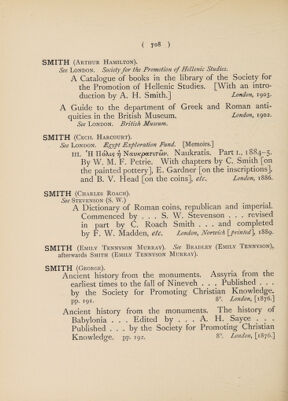 ( 708 )
SMITH (Arthur Hamilton).
See London. Society for the Promotion of Hellenic Studies.
A Catalogue of books in the library of the Society for
the Promotion of Hellenic Studies. [With an intro-
duction by A. H. Smith.] London, 1903.
A Guide to the department of Greek and Roman anti-
quities in the British Museum. London, 1902.
See London. British Museum.
SMITH (Cecil Harcourt).
See London. Egypt Exploration Fund. [Memoirs.]
III. Ἡ Πόλις ἡ Ναυκρατιτῶν. Naukratis. Part I., 1884-5.
By W. M. F. Petrie. With chapters by C. Smith [on
the painted pottery], E. Gardner [on the inscriptions],
and B. V. Head [on the coins], etc. London, 1886.
SMITH (Charles Roach).
See Stevenson (S. W.)
A Dictionary of Roman coins, republican and imperial.
Commenced by . . . S. W. Stevenson . . . revised
in part by C. Roach Smith . . . and completed
by F. W. Madden, etc. London, Norwich [printed], 1889.
SMITH (Emily Tennyson Murray). See Bradley (Emily Tennyson),
afterwards Smith (Emily Tennyson Murray).
SMITH (George).
Ancient history from the monuments. Assyria from the
earliest times to the fall of Nineveh . . . Published . . .
by the Society for Promoting Christian Knowledge.
pp. 191. 8°. London, [1876.]
Ancient history from the monuments. The history of
Babylonia . . . Edited by . . . A. H. Sayce . . .
Published . . . by the Society for Promoting Christian
Knowledge. pp. 192. 8°. London, [1876.]